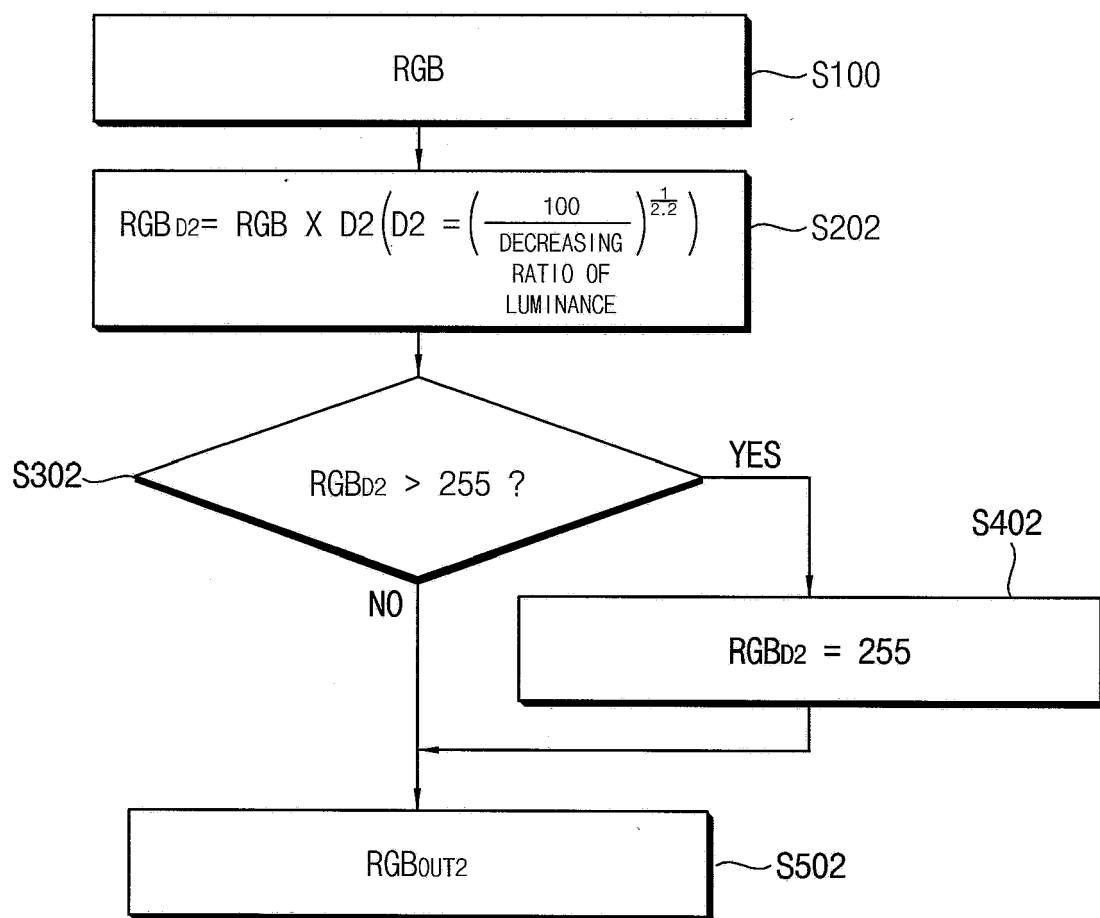 RGB
S100
RGBD2= RGB X D2(D2 = (100/DECREASING RATIO OF LUMINANCE)^1/2.2)
S202
S302
RGBD2 > 255 ?
YES
NO
S402
RGBD2 = 255
RGBOUT2
S502